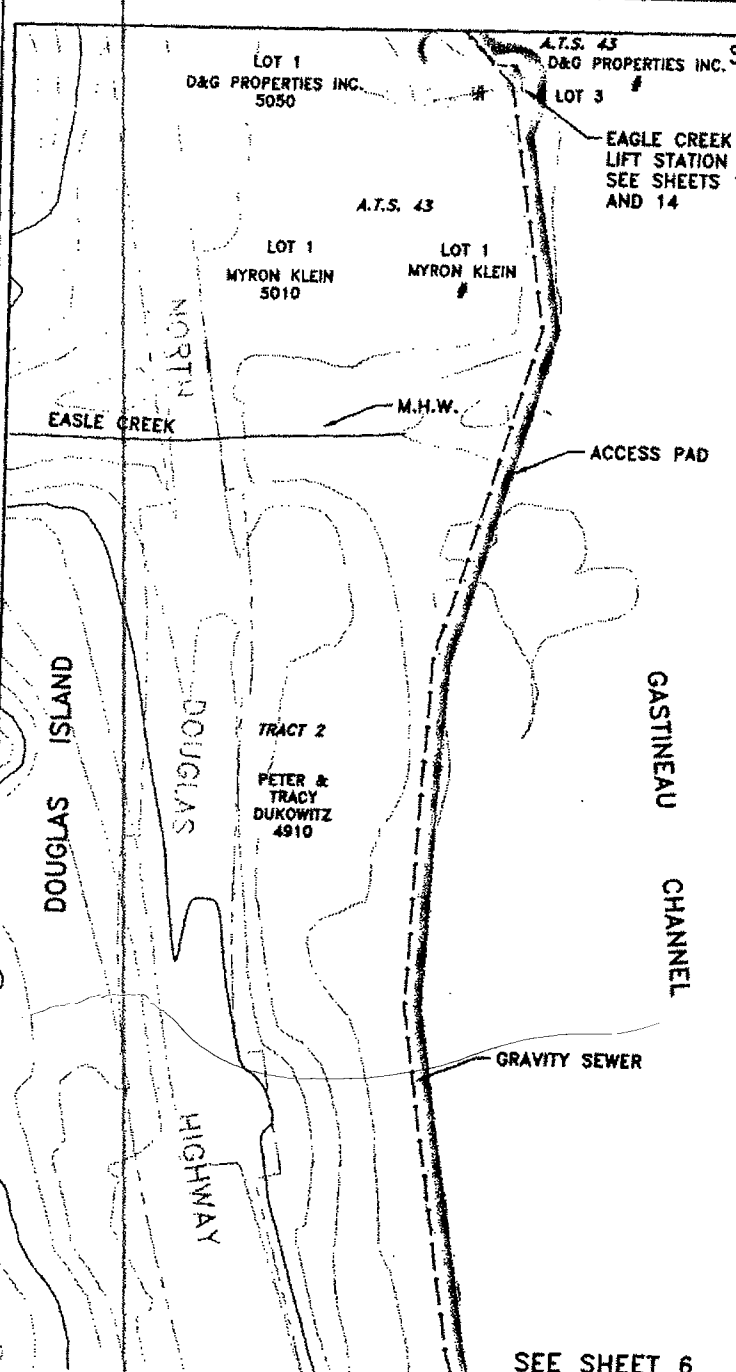 A.T.S. 43
D&G PROPERTIES INC.
#
LOT 3
LOT 1
D&G PROPERTIES INC.
5050
#
EAGLE CREEK
LIFT STATION
SEE SHEETS
AND 14
A.T.S. 43
LOT 1
MYRON KLEIN
5010
LOT 1
MYRON KLEIN
#
NORTH
M.H.W.
EASLE CREEK
ACCESS PAD
DOUGLAS ISLAND
DOUGLAS
TRACT 2
PETER &
TRACY
DUKOWITZ
4910
GASTINEAU CHANNEL
GRAVITY SEWER
HIGHWAY
SEE SHEET 6